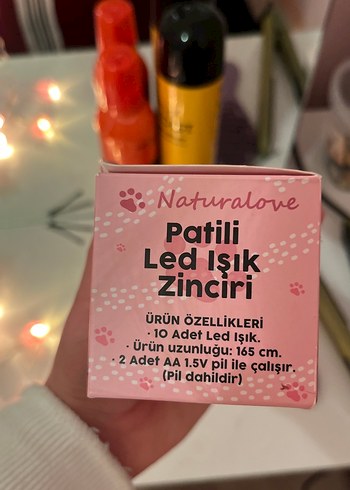 Naturalove
Patili
Led Işık
Zinciri
ÜRÜN ÖZELLİKLERİ
· 10 Adet Led Işık.
· Ürün uzunluğu: 165 cm.
· 2 Adet AA 1.5V pil ile çalışır.
(Pil dahildir)